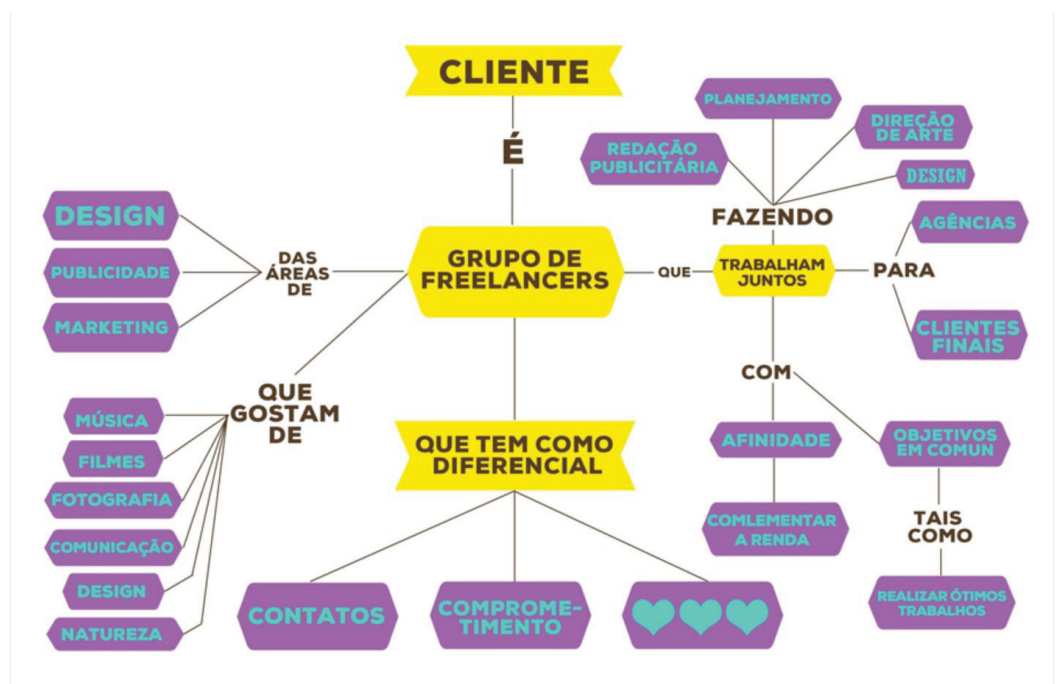 CLIENTE
É
GRUPO DE
FREELANCERS
DAS
ÁREAS
DE
DESIGN
PUBLICIDADE
MARKETING
QUE
GOSTAM
DE
MÚSICA
FILMES
FOTOGRAFIA
COMUNICAÇÃO
DESIGN
NATUREZA
QUE TEM COMO
DIFERENCIAL
CONTATOS
COMPROME-
TIMENTO
QUE
TRABALHAM
JUNTOS
FAZENDO
REDAÇÃO
PUBLICITÁRIA
PLANEJAMENTO
DIREÇÃO
DE ARTE
DESIGN
PARA
AGÊNCIAS
CLIENTES
FINAIS
COM
AFINIDADE
COMLEMENTAR
A RENDA
OBJETIVOS
EM COMUN
TAIS
COMO
REALIZAR ÓTIMOS
TRABALHOS